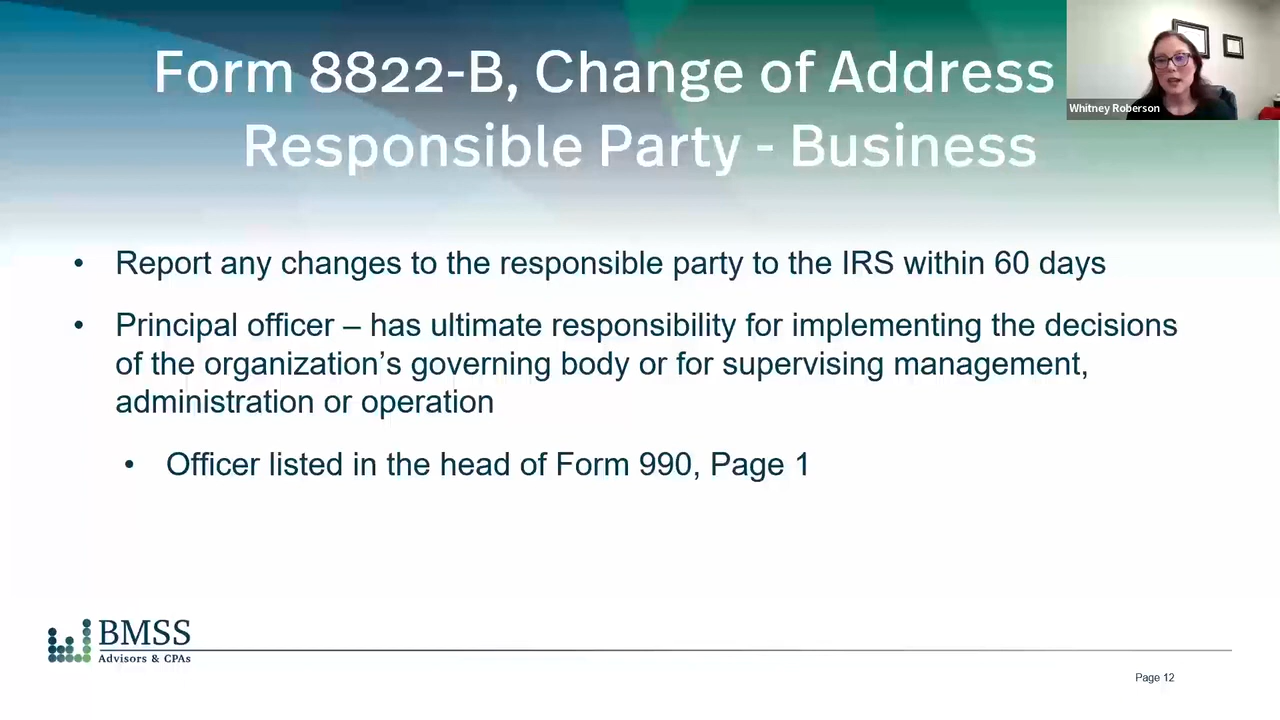 Form 8822-B, Change of Address
Responsible Party - Business
Whitney Roberson
• Report any changes to the responsible party to the IRS within 60 days
• Principal officer – has ultimate responsibility for implementing the decisions
of the organization’s governing body or for supervising management,
administration or operation
• Officer listed in the head of Form 990, Page 1
BMSS
Advisors & CPAs
Page 12